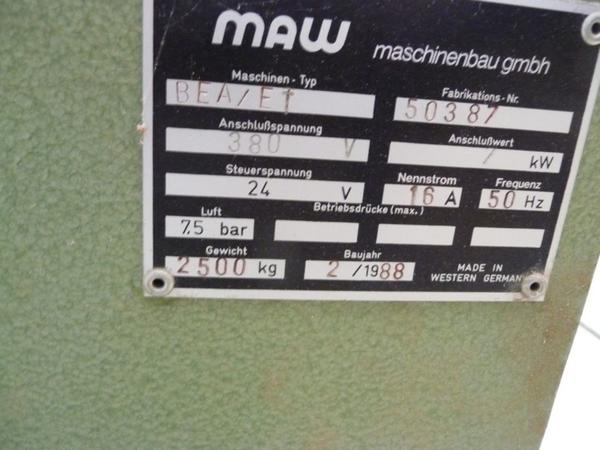 maw maschinenbau gmbh
Maschinen-Typ
BEA/ET
Fabrikations-Nr.
50387
Anschlußspannung
380 V
Anschlußwert
/ kW
Steuerspannung
24 V
Nennstrom
16 A
Frequenz
50 Hz
Luft
7,5 bar
Betriebsdrücke (max.)
Gewicht
2500 kg
Baujahr
2/1988
MADE IN
WESTERN GERMANY